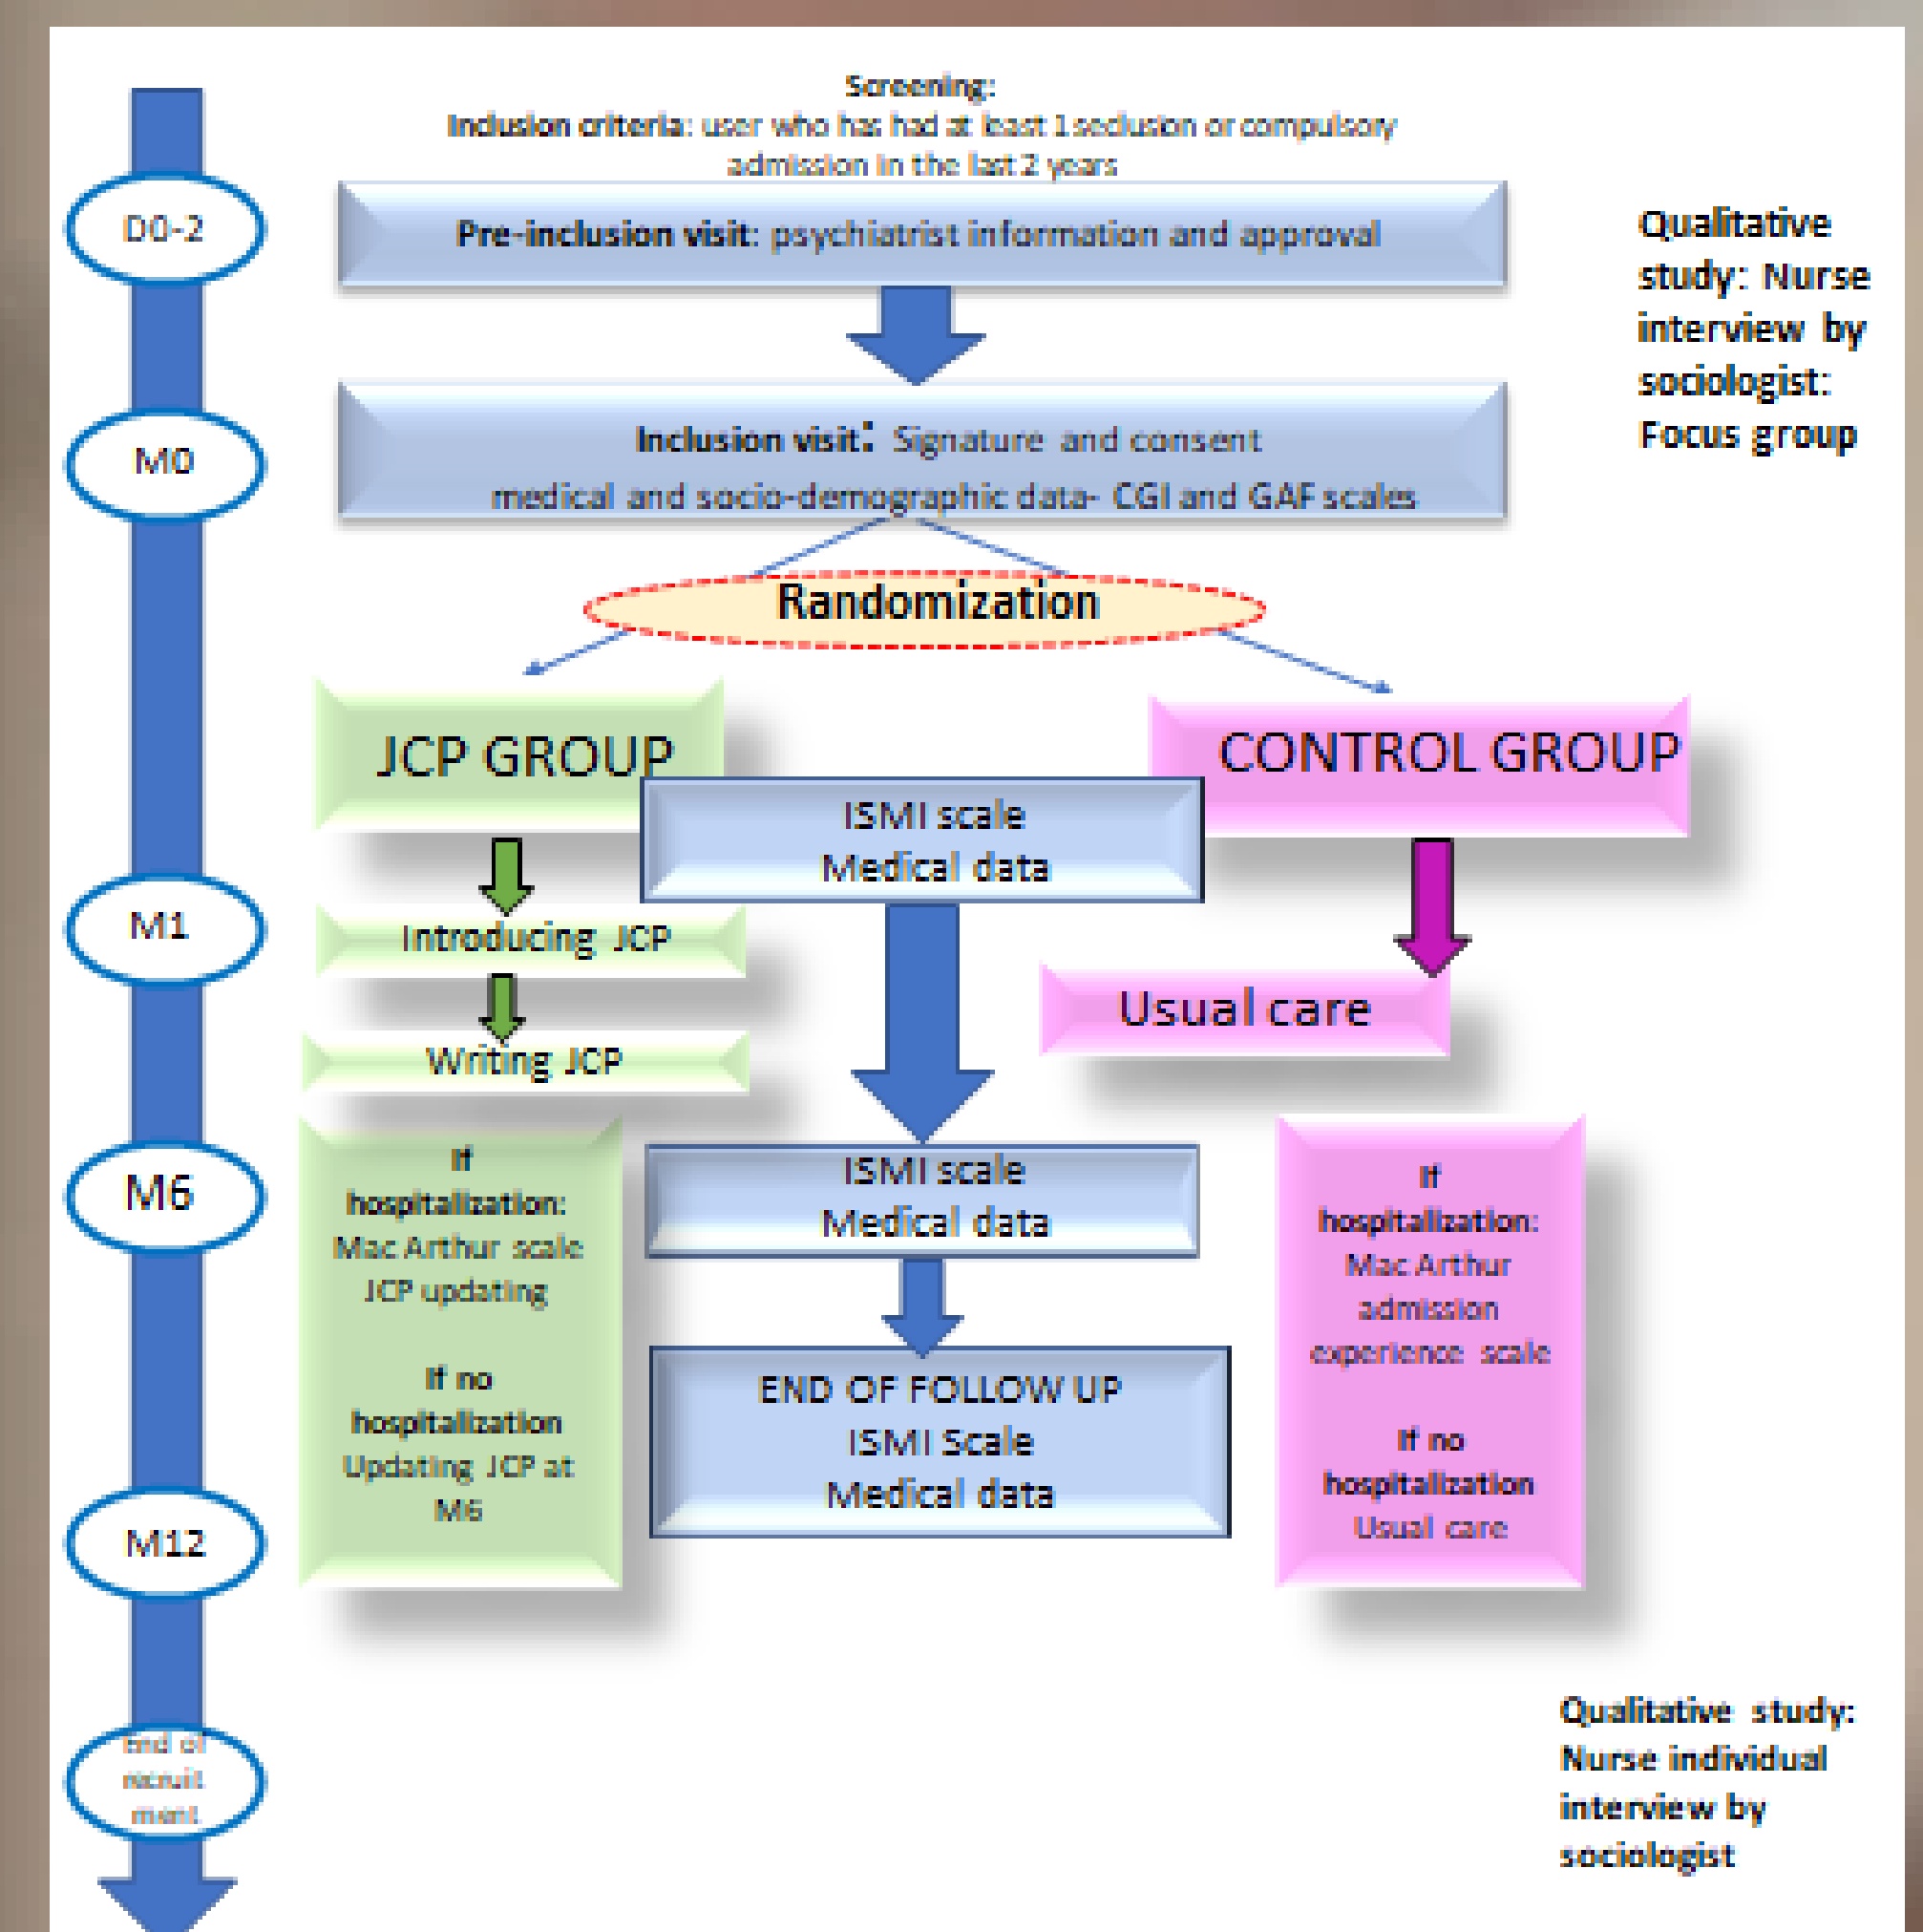 Screening:
Inclusion criteria: user who has had at least 1 seclusion or compulsory
admission in the last 2 years
D0-2
Pre-inclusion visit: psychiatrist information and approval
Qualitative
study: Nurse
interview by
sociologist:
Focus group
M0
Inclusion visit: Signature and consent
medical and socio-demographic data- CGI and GAF scales
Randomization
JCP GROUP
CONTROL GROUP
ISMI scale
Medical data
M1
Introducing JCP
Usual care
Writing JCP
M6
If
hospitalization:
Mac Arthur scale
JCP updating
If no
hospitalization
Updating JCP at
M6
ISMI scale
Medical data
If
hospitalization:
Mac Arthur
admission
experience scale
If no
hospitalization
Usual care
END OF FOLLOW UP
ISMI Scale
Medical data
M12
End of
recruit
ment
Qualitative study:
Nurse individual
interview by
sociologist